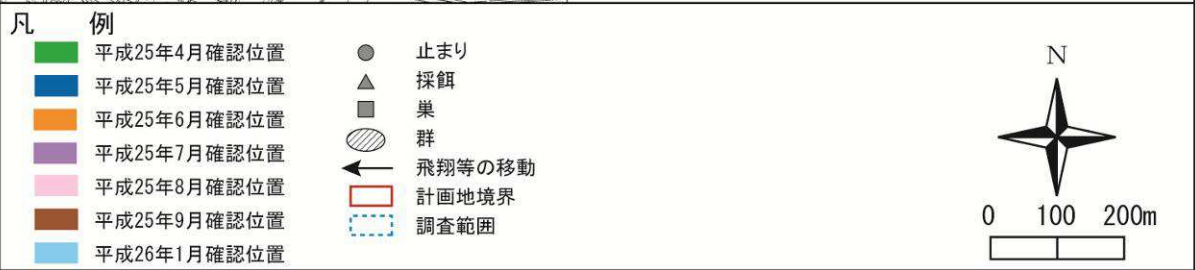 凡 例
平成25年4月確認位置
平成25年5月確認位置
平成25年6月確認位置
平成25年7月確認位置
平成25年8月確認位置
平成25年9月確認位置
平成26年1月確認位置
止まり
採餌
巣
群
飛翔等の移動
計画地境界
調査範囲
N
0 100 200m